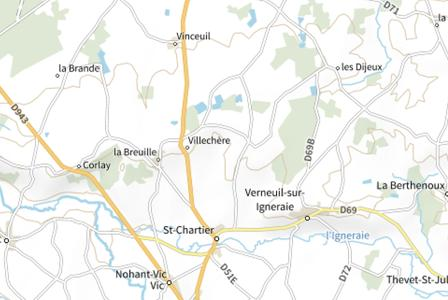 D71
la
Vinceuil
la Brande
les Dijeux
D943
Villechère
D69B
la Breuille
Corlay
La Berthenoux
Verneuil-sur-
Igneraie
D69
St-Chartier
l'Igneraie
D51E
D72
Nohant-Vic
Vic
Thevet-St-Jul